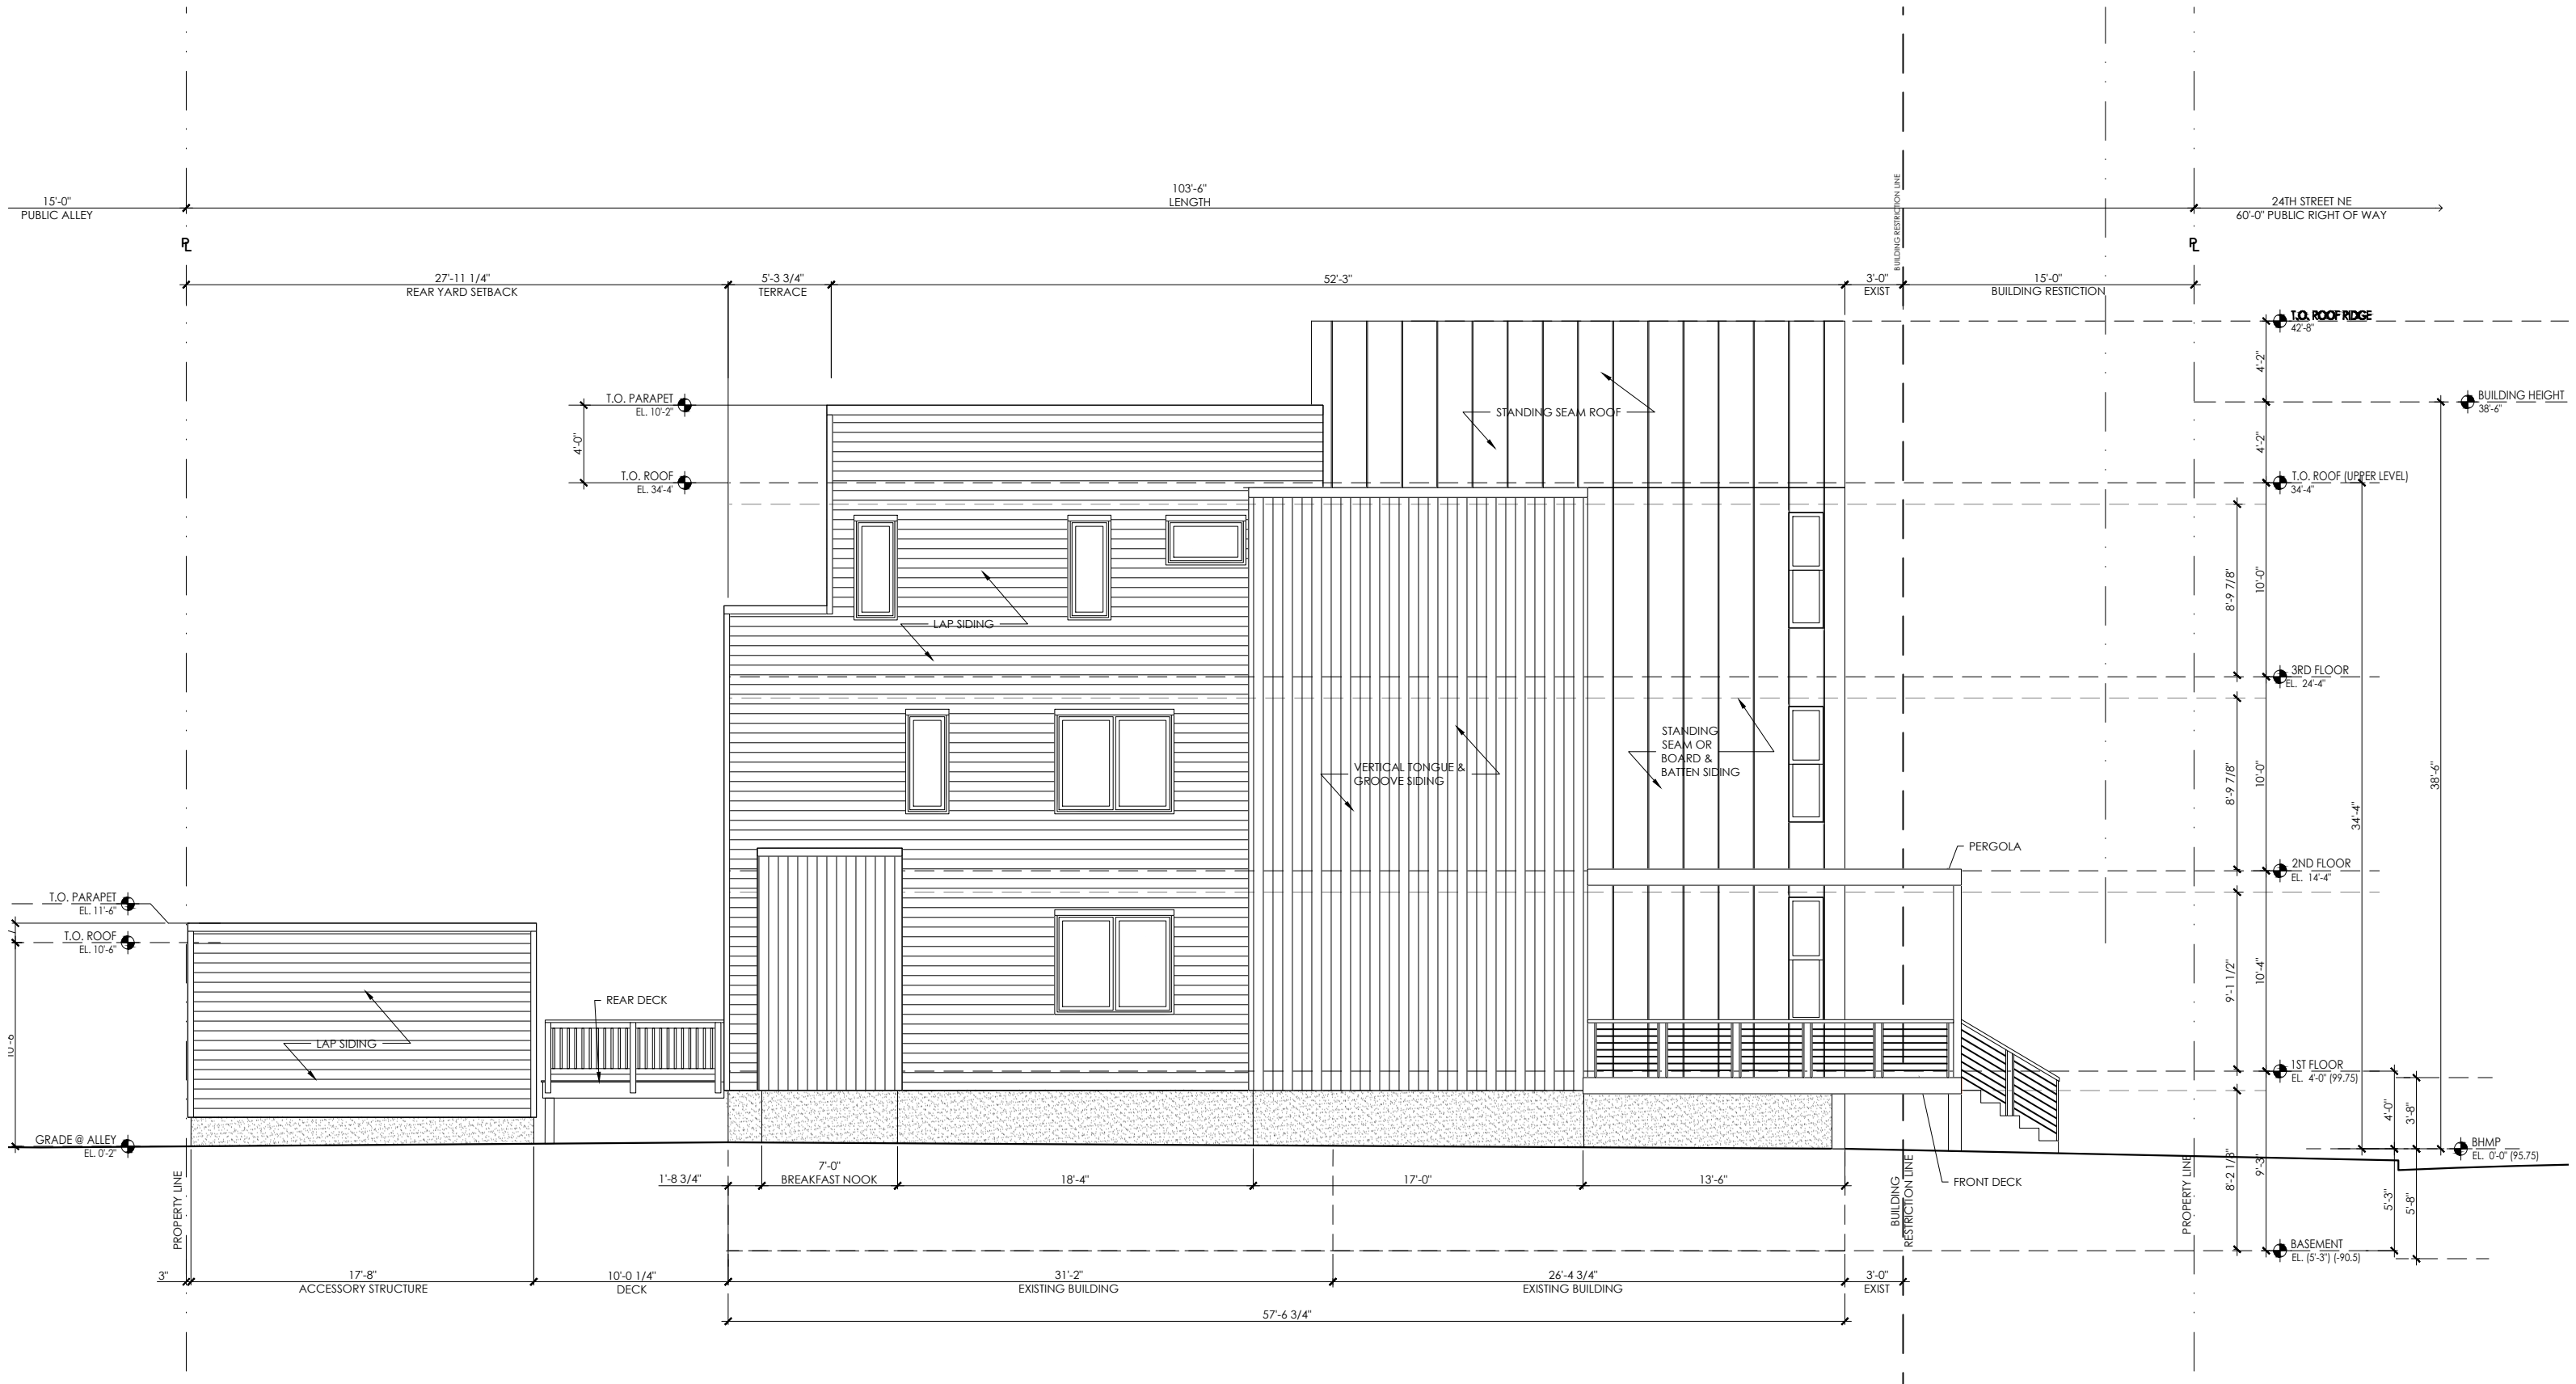 BUILDING RESTRICTION LINE
103'-6"
LENGTH
15'-0"
PUBLIC ALLEY
24TH STREET NE
60'-0" PUBLIC RIGHT OF WAY
PL
PL
27'-11 1/4"
REAR YARD SETBACK
5'-3 3/4"
TERRACE
52'-3"
3'-0"
EXIST
15'-0"
BUILDING RESTICTION
T.O. ROOF RIDGE
42'-8"
4'-2"
T.O. PARAPET
EL. 10'-2"
4'-0"
T.O. ROOF
EL. 34'-4'
STANDING SEAM ROOF
BUILDING HEIGHT
38'-6"
4'-2"
T.O. ROOF (UPPER LEVEL)
34'-4"
8'-9 7/8"
10'-0"
LAP SIDING
3RD FLOOR
EL. 24'-4"
8'-9 7/8"
10'-0"
34'-4"
38'-6"
VERTICAL TONGUE &
GROOVE SIDING
STANDING
SEAM OR
BOARD &
BATTEN SIDING
PERGOLA
2ND FLOOR
EL. 14'-4"
9'-1 1/2"
10'-4"
T.O. PARAPET
EL. 11'-6"
T.O. ROOF
EL. 10'-6"
10'-6
REAR DECK
LAP SIDING
1ST FLOOR
EL. 4'-0" (99.75)
4'-0"
3'-8"
GRADE @ ALLEY
EL. 0'-2"
BHMP
EL. 0'-0" (95.75)
8'-2 1/8"
9'-3"
5'-3"
5'-8"
PROPERTY LINE
1'-8 3/4"
7'-0"
BREAKFAST NOOK
18'-4"
17'-0"
13'-6"
FRONT DECK
BUILDING
RESTRICTION LINE
PROPERTY LINE
BASEMENT
EL. (5'-3") (-90.5)
3"
17'-8"
ACCESSORY STRUCTURE
10'-0 1/4"
DECK
31'-2"
EXISTING BUILDING
26'-4 3/4"
EXISTING BUILDING
3'-0"
EXIST
57'-6 3/4"